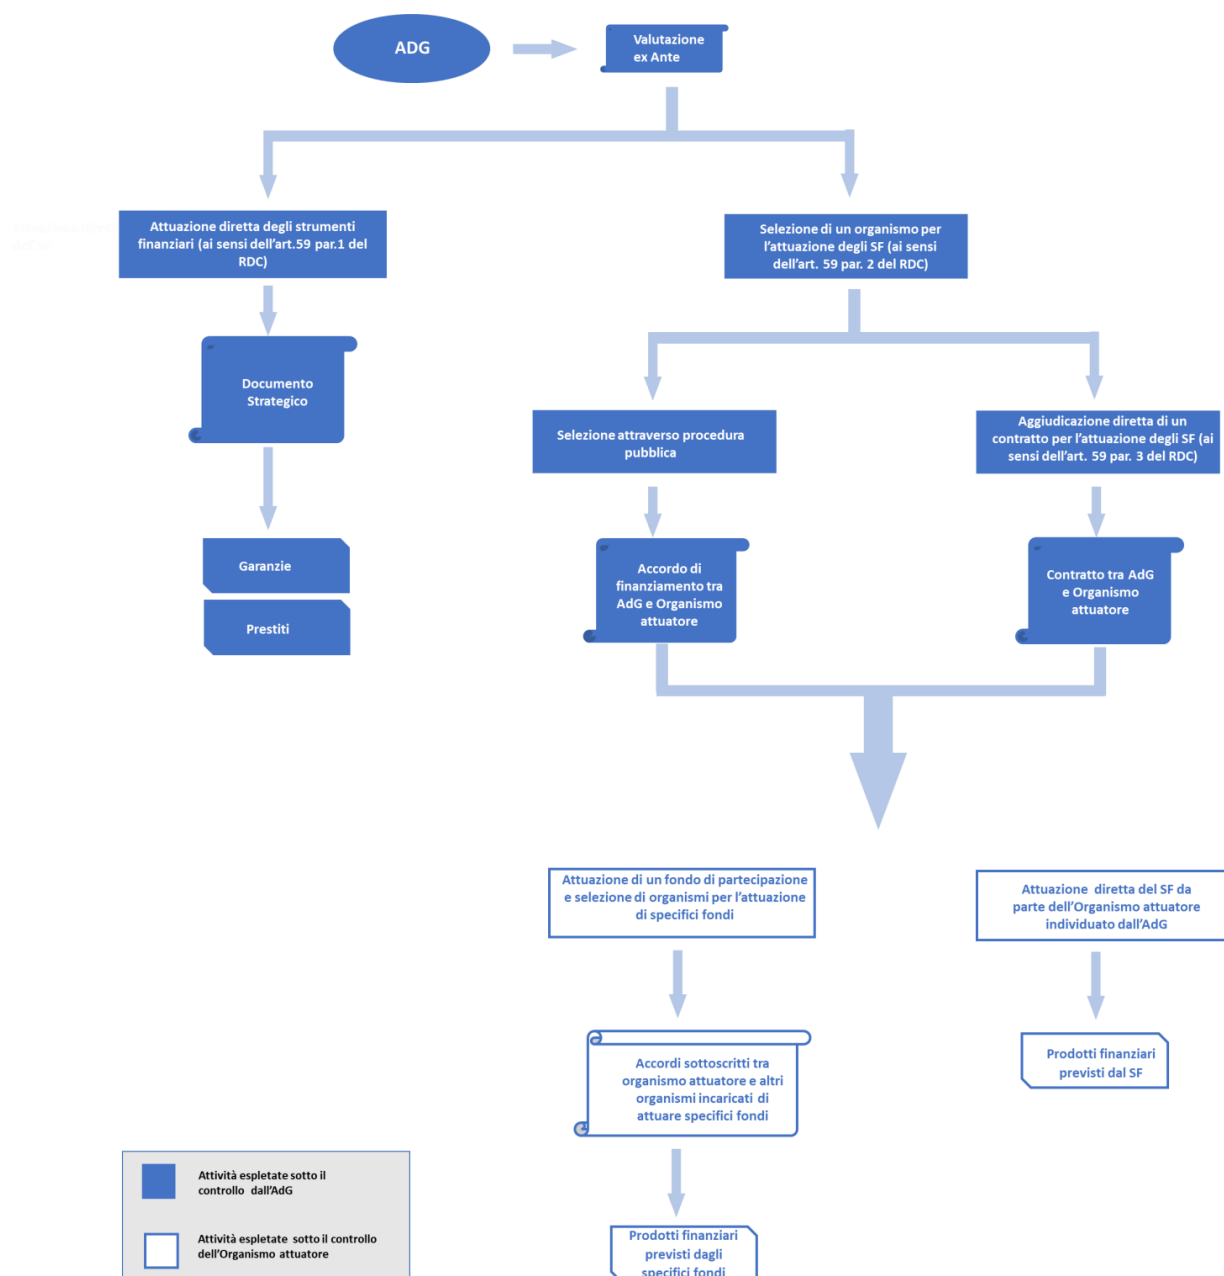 ADG
Valutazione
ex Ante
Attuazione diretta degli strumenti
finanziari (ai sensi dell'art.59 par.1 del
RDC)
Selezione di un organismo per
l'attuazione degli SF (ai sensi
dell'art. 59 par. 2 del RDC)
Documento
Strategico
Selezione attraverso procedura
pubblica
Aggiudicazione diretta di un
contratto per l'attuazione degli SF (ai
sensi dell'art. 59 par. 3 del RDC)
Garanzie
Prestiti
Accordo di
finanziamento tra
AdG e Organismo
attuatore
Contratto tra AdG
e Organismo
attuatore
Attuazione di un fondo di partecipazione
e selezione di organismi per l'attuazione
di specifici fondi
Attuazione diretta del SF da
parte dell'Organismo attuatore
individuato dall'AdG
Accordi sottoscritti tra
organismo attuatore e altri
organismi incaricati di
attuare specifici fondi
Prodotti finanziari
previsti dal SF
Attività espletate sotto il
controllo dall'AdG
Attività espletate sotto il controllo
dell'Organismo attuatore
Prodotti finanziari
previsti dagli
specifici fondi